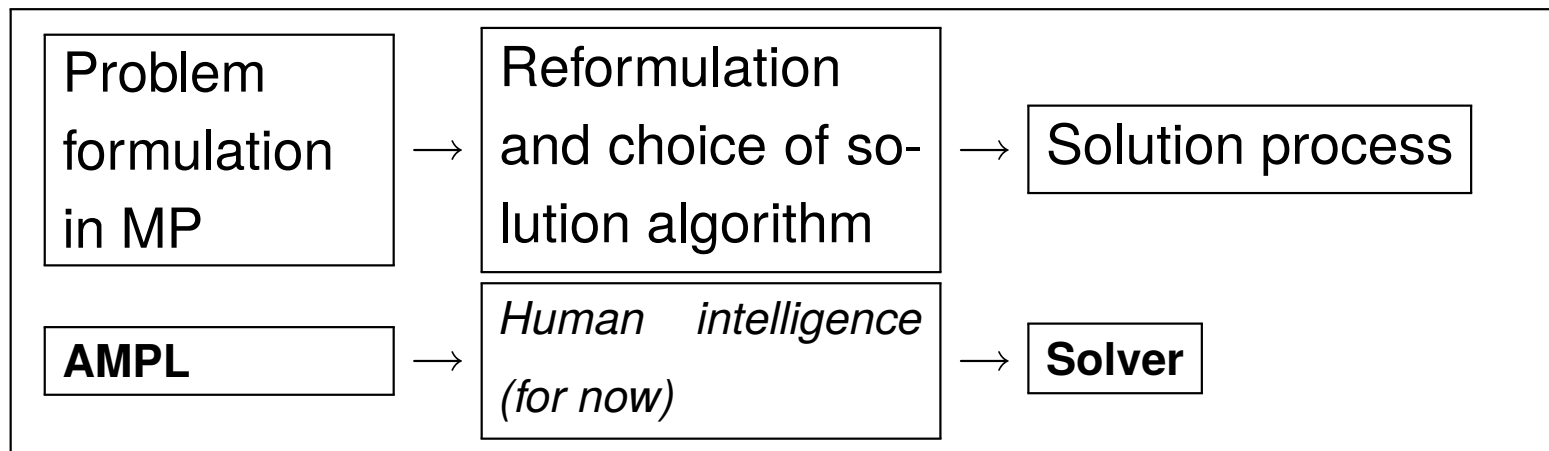 Problem
formulation
in MP
→
Reformulation
and choice of so-
lution algorithm
→
Solution process
AMPL
→
Human intelligence
(for now)
→
Solver